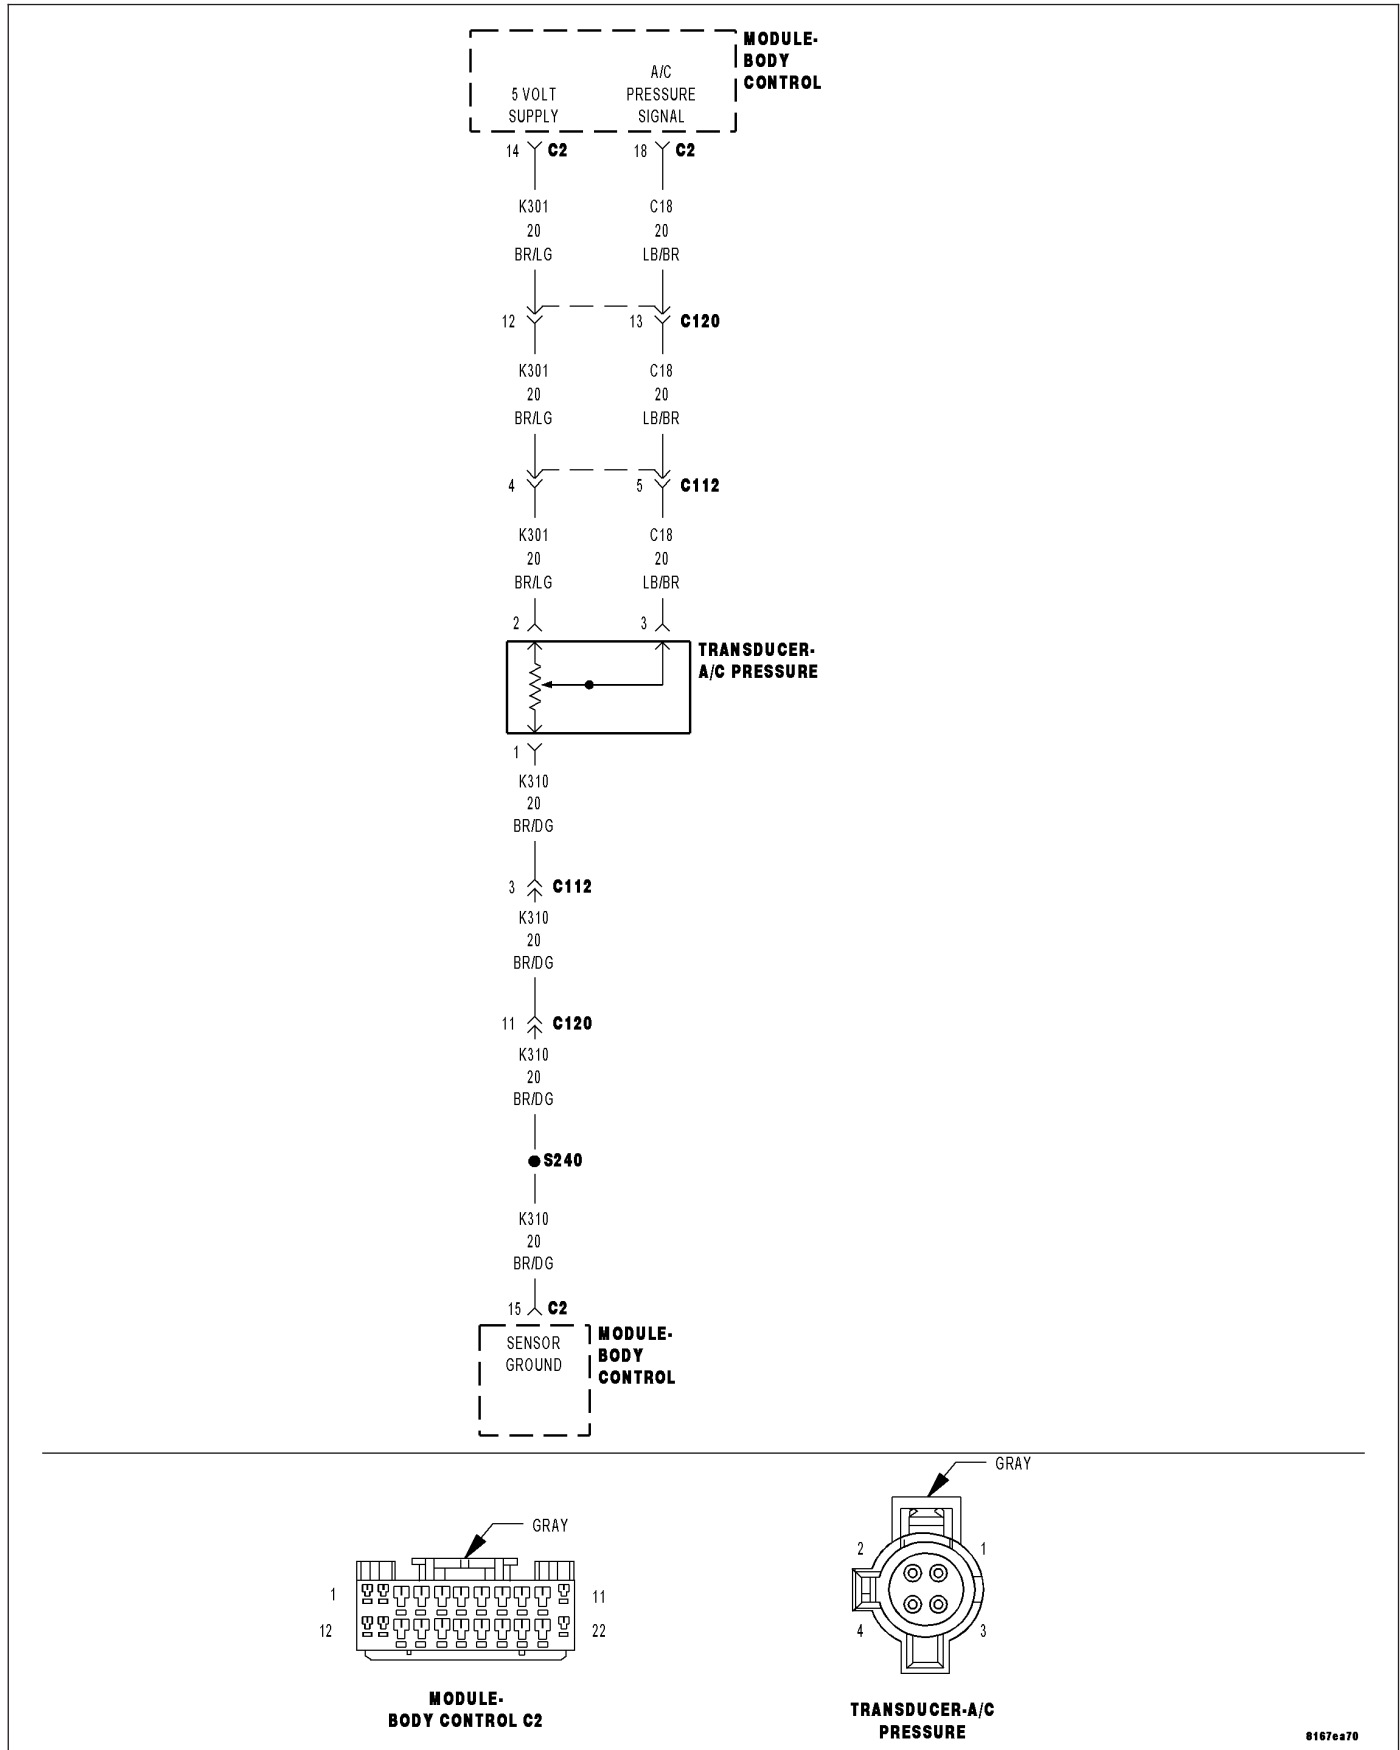 MODULE-
BODY
CONTROL
5 VOLT
SUPPLY
A/C
PRESSURE
SIGNAL
14 C2
18 C2
K301
20
BR/LG
C18
20
LB/BR
12
13 C120
K301
20
BR/LG
C18
20
LB/BR
4
5 C112
K301
20
BR/LG
C18
20
LB/BR
2
3
TRANSDUCER-
A/C PRESSURE
1
K310
20
BR/DG
3 C112
K310
20
BR/DG
11 C120
K310
20
BR/DG
S240
K310
20
BR/DG
15 C2
SENSOR
GROUND
MODULE-
BODY
CONTROL
GRAY
1
11
12
22
MODULE-
BODY CONTROL C2
GRAY
2
1
4
3
TRANSDUCER-A/C
PRESSURE
8167ea70